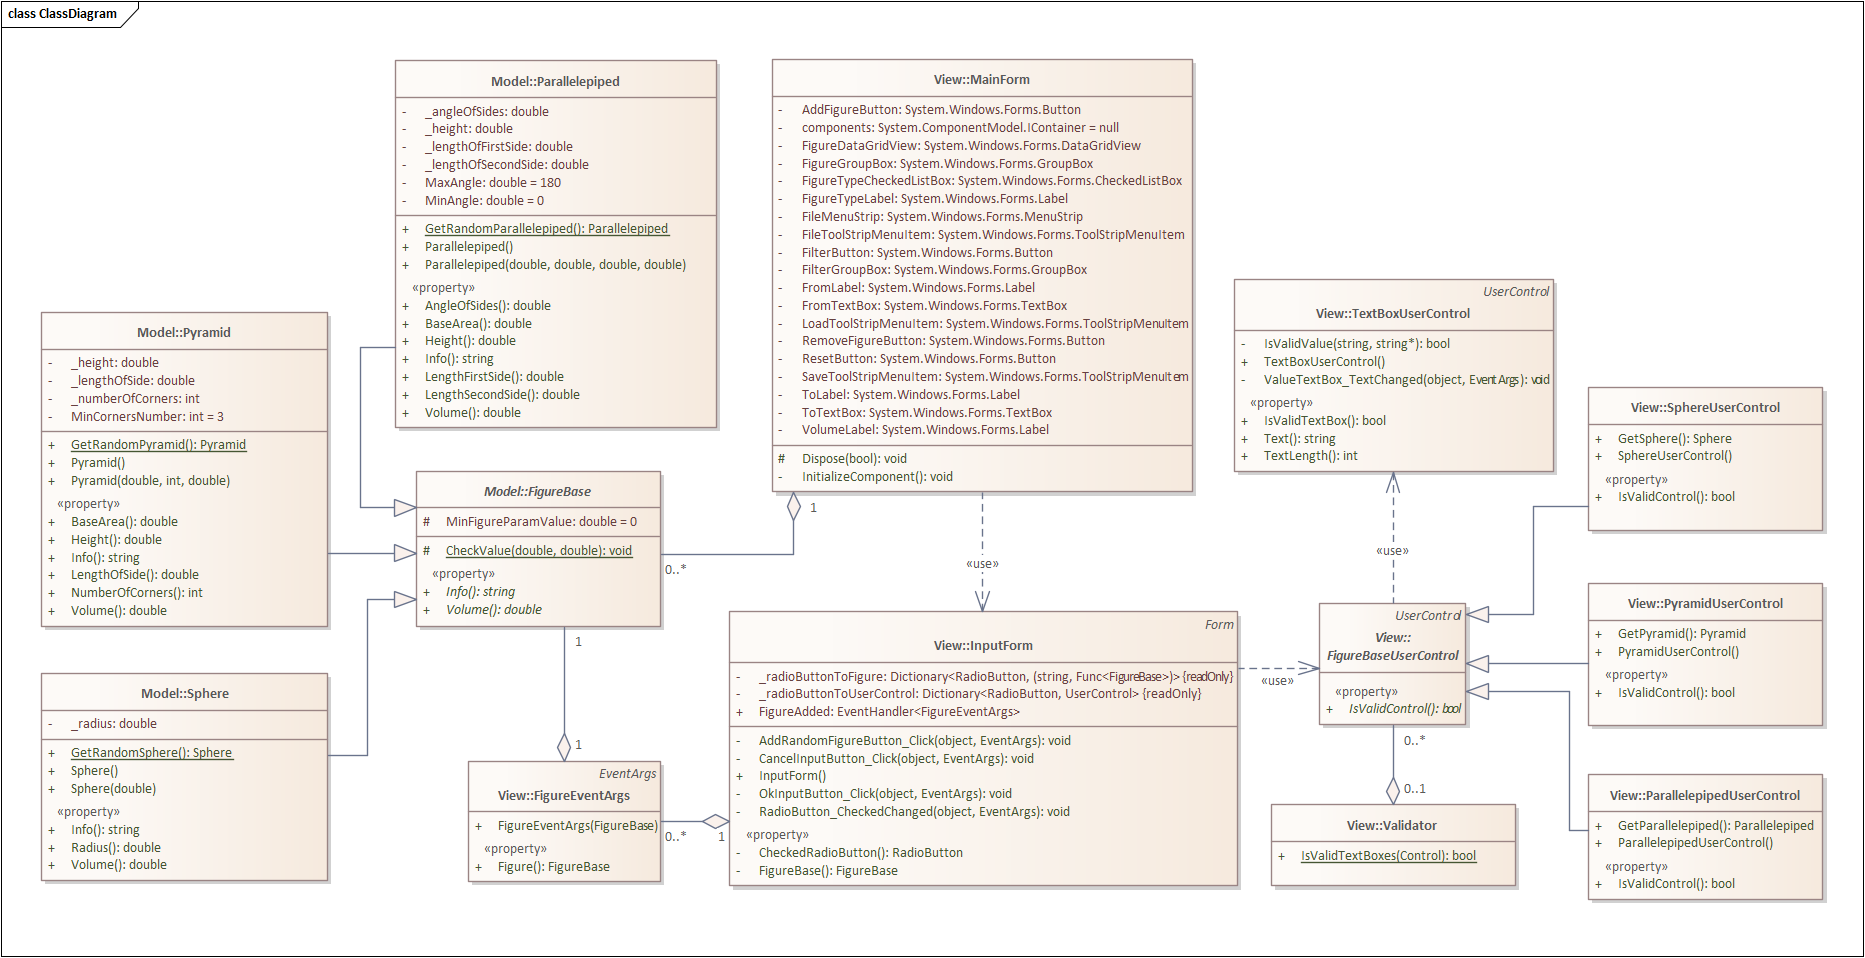 class ClassDiagram
Model::Parallelepiped
- _angleOfSides: double
- _height: double
- _lengthOfFirstSide: double
- _lengthOfSecondSide: double
- MaxAngle: double = 180
- MinAngle: double = 0
+ GetRandomParallelepiped(): Parallelepiped
+ Parallelepiped()
+ Parallelepiped(double, double, double, double)
«property»
+ AngleOfSides(): double
+ BaseArea(): double
+ Height(): double
+ Info(): string
+ LengthFirstSide(): double
+ LengthSecondSide(): double
+ Volume(): double
View::MainForm
- AddFigureButton: System.Windows.Forms.Button
- components: System.ComponentModel.IContainer = null
- FigureDataGridView: System.Windows.Forms.DataGridView
- FigureGroupBox: System.Windows.Forms.GroupBox
- FigureTypeCheckedListBox: System.Windows.Forms.CheckedListBox
- FigureTypeLabel: System.Windows.Forms.Label
- FileMenuStrip: System.Windows.Forms.MenuStrip
- FileToolStripMenuItem: System.Windows.Forms.ToolStripMenuItem
- FilterButton: System.Windows.Forms.Button
- FilterGroupBox: System.Windows.Forms.GroupBox
- FromLabel: System.Windows.Forms.Label
- FromTextBox: System.Windows.Forms.TextBox
- LoadToolStripMenuItem: System.Windows.Forms.ToolStripMenuItem
- RemoveFigureButton: System.Windows.Forms.Button
- ResetButton: System.Windows.Forms.Button
- SaveToolStripMenuItem: System.Windows.Forms.ToolStripMenuItem
- ToLabel: System.Windows.Forms.Label
- ToTextBox: System.Windows.Forms.TextBox
- VolumeLabel: System.Windows.Forms.Label
# Dispose(bool): void
- InitializeComponent(): void
UserControl
View::TextBoxUserControl
- IsValidValue(string, string*): bool
+ TextBoxUserControl()
- ValueTextBox_TextChanged(object, EventArgs): void
«property»
+ IsValidTextBox(): bool
+ Text(): string
+ TextLength(): int
Model::Pyramid
- _height: double
- _lengthOfSide: double
- _numberOfCorners: int
- MinCornersNumber: int = 3
+ GetRandomPyramid(): Pyramid
+ Pyramid()
+ Pyramid(double, int, double)
«property»
+ BaseArea(): double
+ Height(): double
+ Info(): string
+ LengthOfSide(): double
+ NumberOfCorners(): int
+ Volume(): double
View::SphereUserControl
+ GetSphere(): Sphere
+ SphereUserControl()
«property»
+ IsValidControl(): bool
Model::FigureBase
# MinFigureParamValue: double = 0
# CheckValue(double, double): void
«property»
+ Info(): string
+ Volume(): double
1
0..*
«use»
«use»
1
1
Form
View::InputForm
- _radioButtonToFigure: Dictionary<RadioButton, (string, Func<FigureBase>)> {readOnly}
- _radioButtonToUserControl: Dictionary<RadioButton, UserControl> {readOnly}
+ FigureAdded: EventHandler<FigureEventArgs>
- AddRandomFigureButton_Click(object, EventArgs): void
- CancelInputButton_Click(object, EventArgs): void
+ InputForm()
- OkInputButton_Click(object, EventArgs): void
- RadioButton_CheckedChanged(object, EventArgs): void
«property»
- CheckedRadioButton(): RadioButton
- FigureBase(): FigureBase
«use»
UserControl
View::
FigureBaseUserControl
«property»
+ IsValidControl(): bool
View::PyramidUserControl
+ GetPyramid(): Pyramid
+ PyramidUserControl()
«property»
+ IsValidControl(): bool
Model::Sphere
- _radius: double
+ GetRandomSphere(): Sphere
+ Sphere()
+ Sphere(double)
«property»
+ Info(): string
+ Radius(): double
+ Volume(): double
EventArgs
View::FigureEventArgs
+ FigureEventArgs(FigureBase)
«property»
+ Figure(): FigureBase
0..*
1
0..*
0..1
View::Validator
+ IsValidTextBoxes(Control): bool
View::ParallelepipedUserControl
+ GetParallelepiped(): Parallelepiped
+ ParallelepipedUserControl()
«property»
+ IsValidControl(): bool